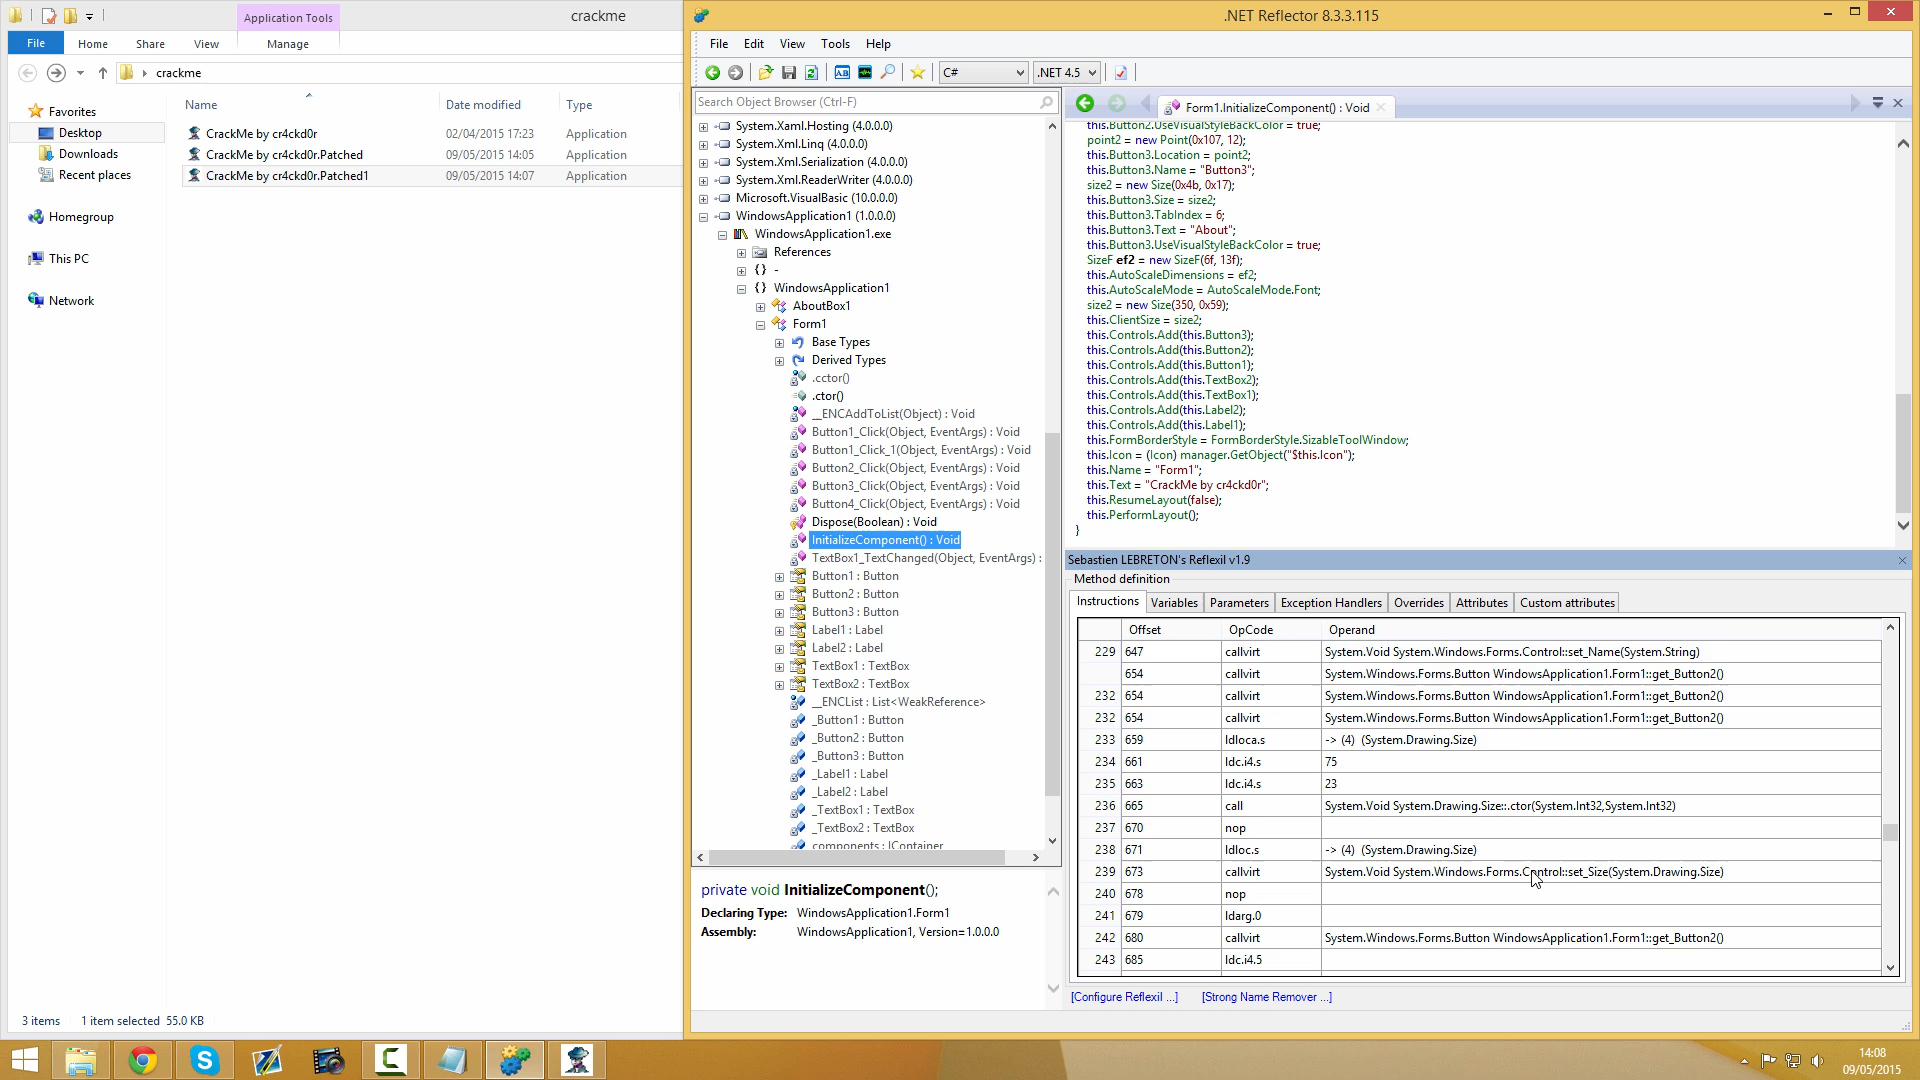 Application Tools
crackme
File
Home
Share
View
Manage
crackme
Favorites
Desktop
Downloads
Recent places
Homegroup
This PC
Network
Name
Date modified
Type
CrackMe by cr4ckd0r
02/04/2015 17:23
Application
CrackMe by cr4ckd0r.Patched
09/05/2015 14:05
Application
CrackMe by cr4ckd0r.Patched1
09/05/2015 14:07
Application
3 items
1 item selected 55.0 KB
.NET Reflector 8.3.3.115
File
Edit
View
Tools
Help
C#
.NET 4.5
Search Object Browser (Ctrl-F)
System.Xaml.Hosting (4.0.0.0)
System.Xml.Linq (4.0.0.0)
System.Xml.Serialization (4.0.0.0)
System.Xml.ReaderWriter (4.0.0.0)
Microsoft.VisualBasic (10.0.0.0)
WindowsApplication1 (1.0.0.0)
WindowsApplication1.exe
References
{} -
{} WindowsApplication1
AboutBox1
Form1
Base Types
Derived Types
.cctor()
.ctor()
__ENCAddToList(Object) : Void
Button1_Click(Object, EventArgs) : Void
Button1_Click_1(Object, EventArgs) : Void
Button2_Click(Object, EventArgs) : Void
Button3_Click(Object, EventArgs) : Void
Button4_Click(Object, EventArgs) : Void
Dispose(Boolean) : Void
InitializeComponent() : Void
TextBox1_TextChanged(Object, EventArgs) :
Button1 : Button
Button2 : Button
Button3 : Button
Label1 : Label
Label2 : Label
TextBox1 : TextBox
TextBox2 : TextBox
__ENCList : List<WeakReference>
_Button1 : Button
_Button2 : Button
_Button3 : Button
_Label1 : Label
_Label2 : Label
_TextBox1 : TextBox
_TextBox2 : TextBox
components : IContainer
private void InitializeComponent();
Declaring Type: WindowsApplication1.Form1
Assembly: WindowsApplication1, Version=1.0.0.0
Form1.InitializeComponent() : Void
this.Button2.UseVisualStyleBackColor = true;
point2 = new Point(0x107, 12);
this.Button3.Location = point2;
this.Button3.Name = "Button3";
size2 = new Size(0x4b, 0x17);
this.Button3.Size = size2;
this.Button3.TabIndex = 6;
this.Button3.Text = "About";
this.Button3.UseVisualStyleBackColor = true;
SizeF ef2 = new SizeF(6f, 13f);
this.AutoScaleDimensions = ef2;
this.AutoScaleMode = AutoScaleMode.Font;
size2 = new Size(350, 0x59);
this.ClientSize = size2;
this.Controls.Add(this.Button3);
this.Controls.Add(this.Button2);
this.Controls.Add(this.Button1);
this.Controls.Add(this.TextBox2);
this.Controls.Add(this.TextBox1);
this.Controls.Add(this.Label2);
this.Controls.Add(this.Label1);
this.FormBorderStyle = FormBorderStyle.SizableToolWindow;
this.Icon = (Icon) manager.GetObject("$this.Icon");
this.Name = "Form1";
this.Text = "CrackMe by cr4ckd0r";
this.ResumeLayout(false);
this.PerformLayout();
}
Sebastien LEBRETON's Reflexil v1.9
Method definition
Instructions
Variables
Parameters
Exception Handlers
Overrides
Attributes
Custom attributes
Offset OpCode Operand
229 647 callvirt System.Void System.Windows.Forms.Control::set_Name(System.String)
654 callvirt System.Windows.Forms.Button WindowsApplication1.Form1::get_Button2()
232 654 callvirt System.Windows.Forms.Button WindowsApplication1.Form1::get_Button2()
232 654 callvirt System.Windows.Forms.Button WindowsApplication1.Form1::get_Button2()
233 659 ldloca.s -> (4) (System.Drawing.Size)
234 661 ldc.i4.s 75
235 663 ldc.i4.s 23
236 665 call System.Void System.Drawing.Size::.ctor(System.Int32,System.Int32)
237 670 nop
238 671 ldloc.s -> (4) (System.Drawing.Size)
239 673 callvirt System.Void System.Windows.Forms.Control::set_Size(System.Drawing.Size)
240 678 nop
241 679 ldarg.0
242 680 callvirt System.Windows.Forms.Button WindowsApplication1.Form1::get_Button2()
243 685 ldc.i4.5
[Configure Reflexil ...]
[Strong Name Remover ...]
14:08
09/05/2015